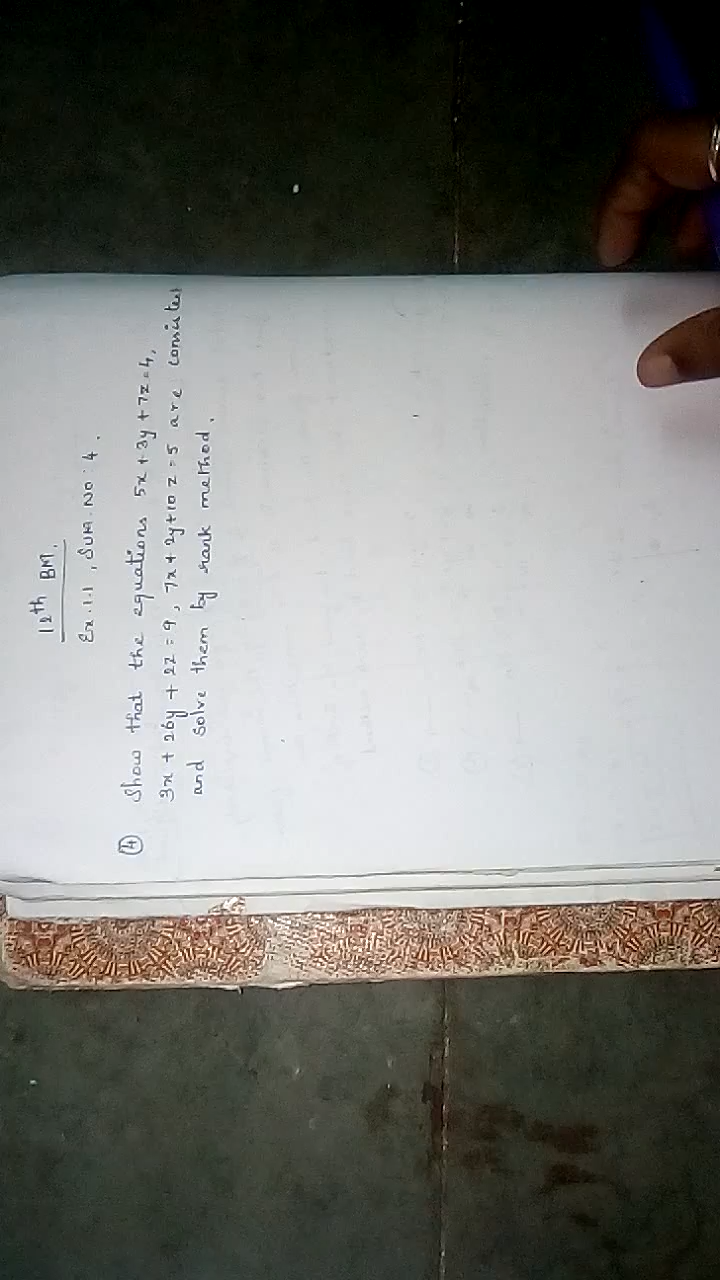 12th BM.
Ex. 1.1, SUM. NO: 4.
④ Show that the equations 5x + 3y + 7z = 4,
3x + 26y + 2z = 9, 7x + 2y + 10z = 5 are consistent
and solve them by rank method.